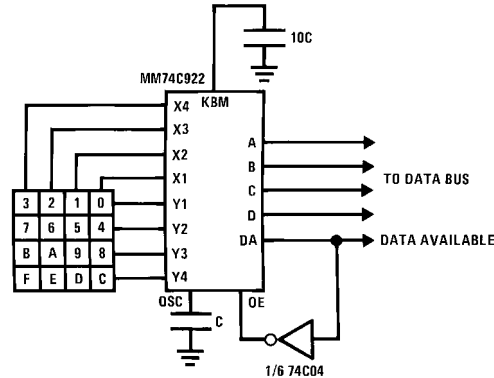 10C
MM74C922
KBM
X4
X3
X2
X1
Y1
Y2
Y3
Y4
A
B
C
D
DA
TO DATA BUS
DATA AVAILABLE
3 2 1 0
7 6 5 4
B A 9 8
F E D C
OSC
OE
C
1/6 74C04